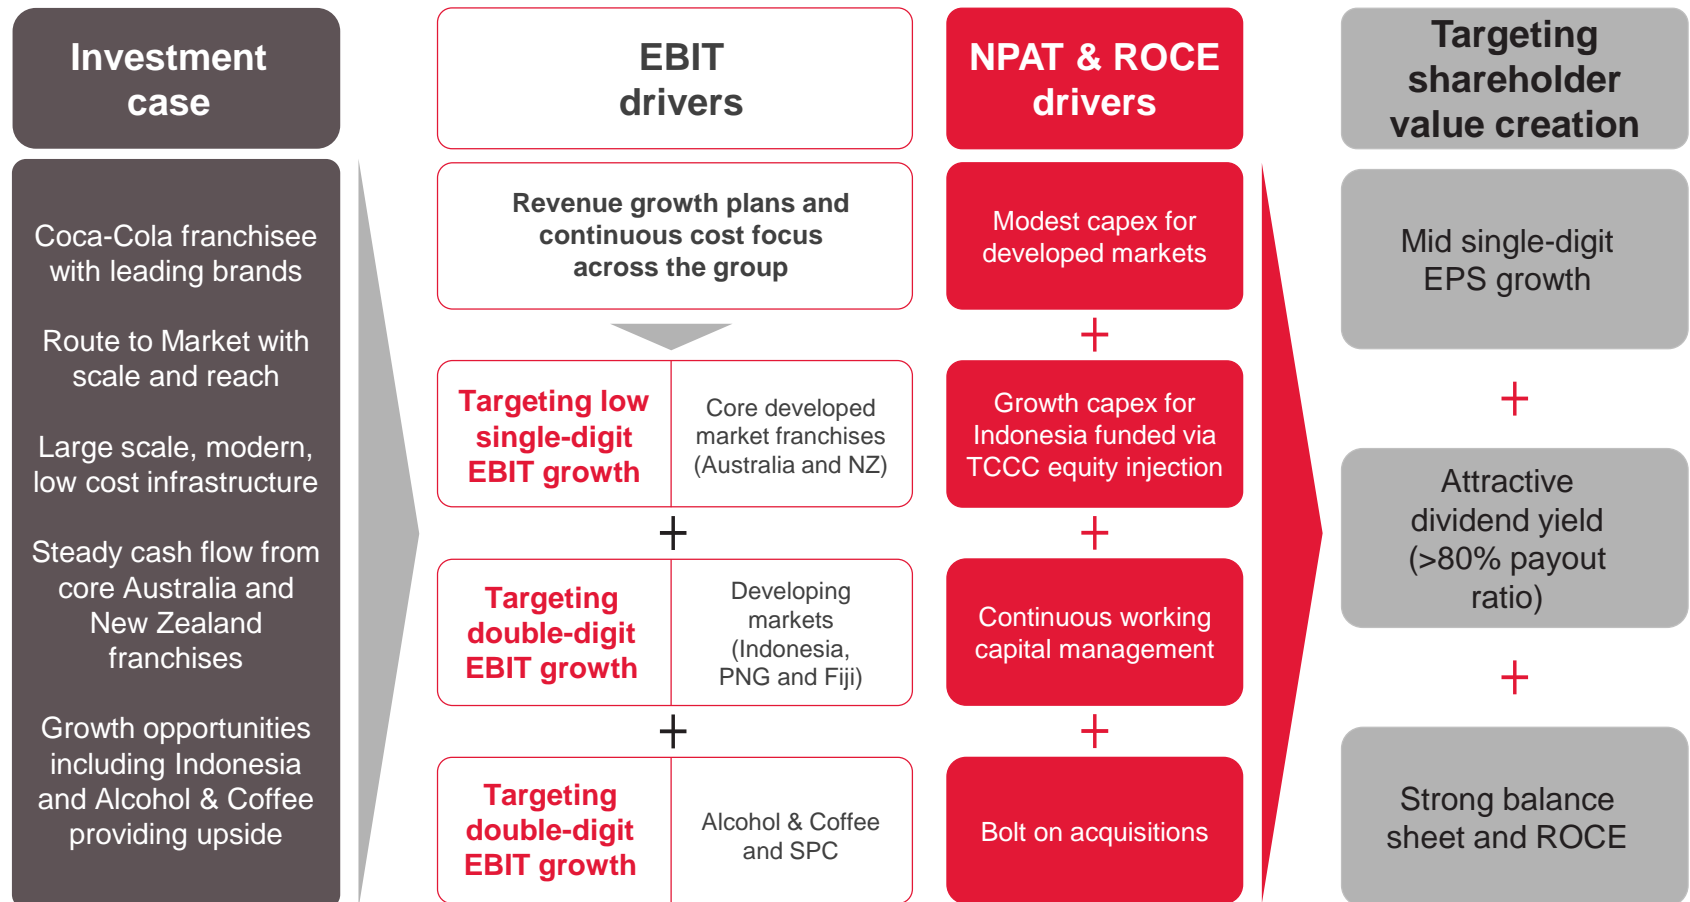 Investment
case
Coca-Cola franchisee
with leading brands
Route to Market with
scale and reach
Large scale, modern,
low cost infrastructure
Steady cash flow from
core Australia and
New Zealand
franchises
Growth opportunities
including Indonesia
and Alcohol & Coffee
providing upside
EBIT
drivers
Revenue growth plans and
continuous cost focus
across the group
Targeting low
single-digit
EBIT growth
Core developed
market franchises
(Australia and NZ)
+
Targeting
double-digit
EBIT growth
Developing
markets
(Indonesia,
PNG and Fiji)
+
Targeting
double-digit
EBIT growth
Alcohol & Coffee
and SPC
NPAT & ROCE
drivers
Modest capex for
developed markets
+
Growth capex for
Indonesia funded via
TCCC equity injection
+
Continuous working
capital management
+
Bolt on acquisitions
Targeting
shareholder
value creation
Mid single-digit
EPS growth
+
Attractive
dividend yield
(>80% payout
ratio)
+
Strong balance
sheet and ROCE